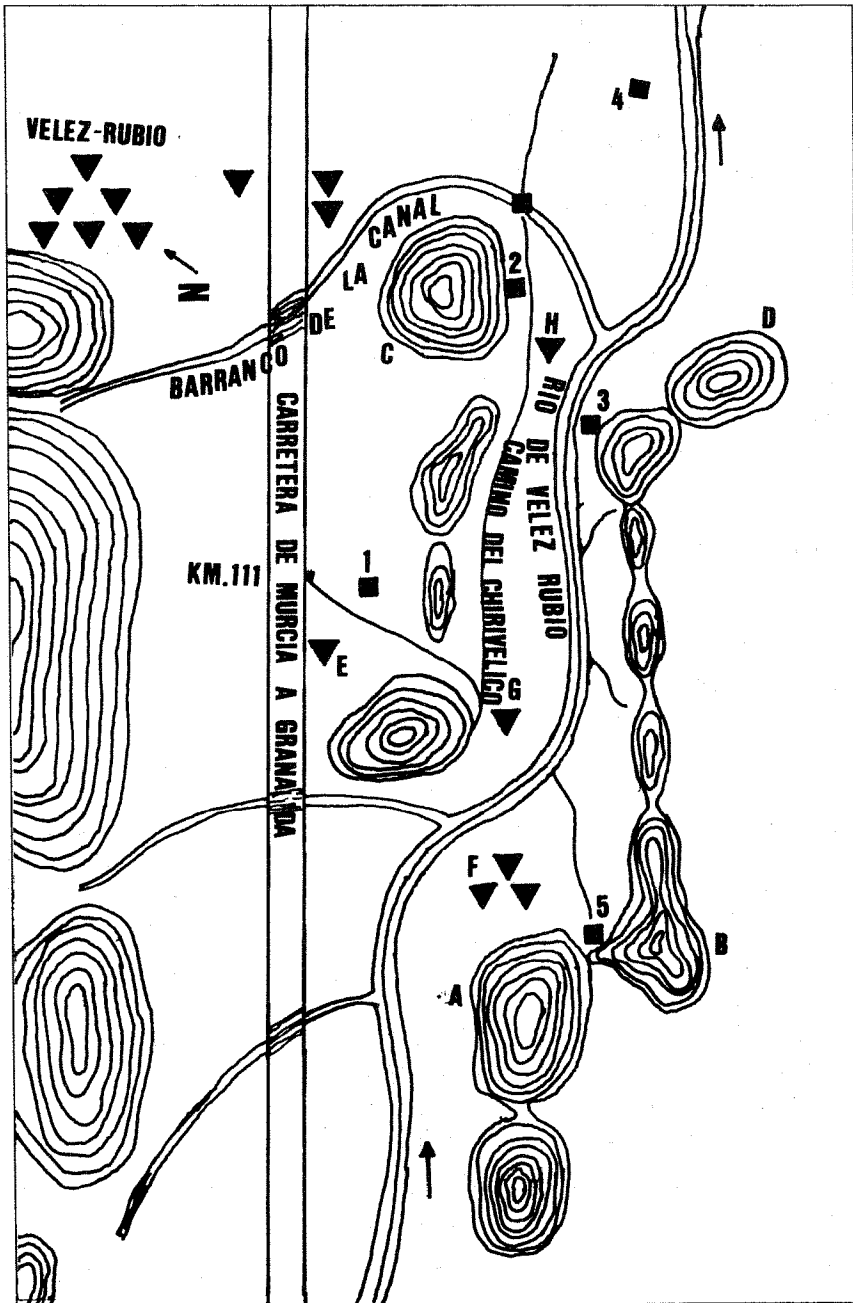 4
VELEZ-RUBIO
N
BARRANCO DE LA CANAL
2
C
H
D
3
RIO DE VELEZ RUBIO
CAMINO DEL CHIRIVELICO
CARRETERA DE MURCIA A GRANADA
KM.111
1
E
G
F
5
B
A